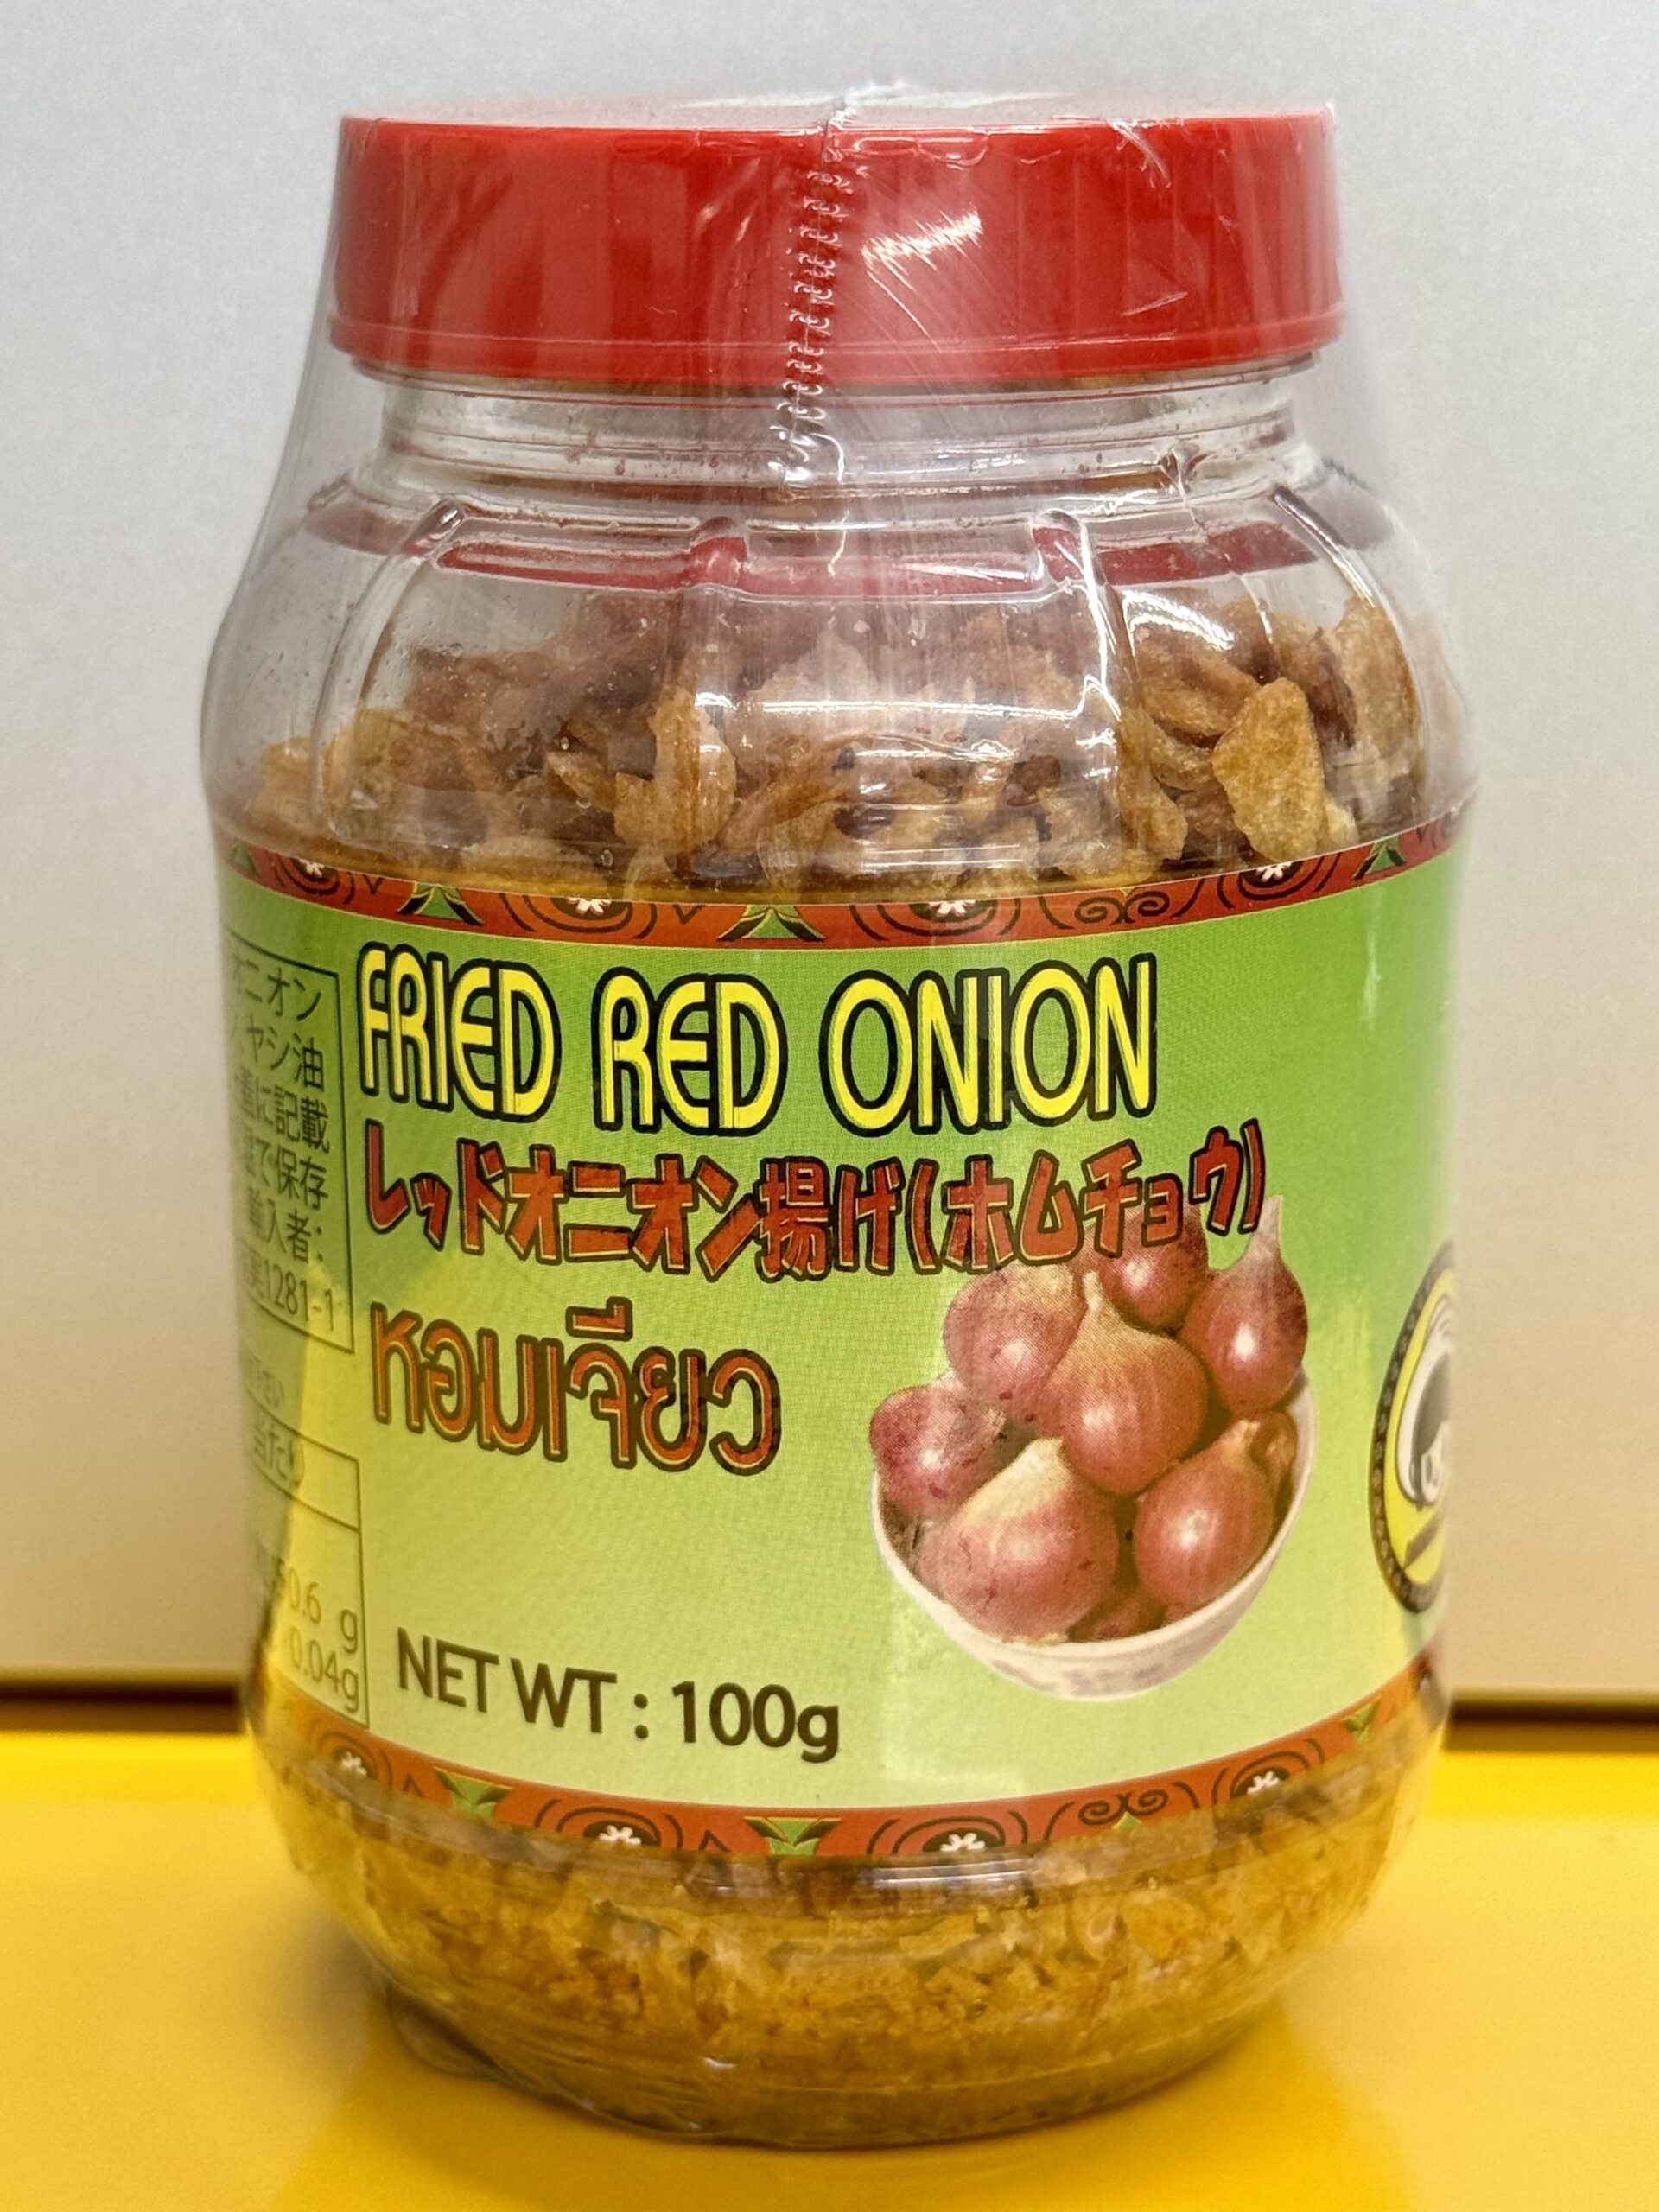 FRIED RED ONION
レッドオニオン揚げ(ホムチョウ)
หอมเจียว
NET WT : 100g
オニオン
ヤシ油
に記載
で保存
輸入者:
1281-1
当たり
0.6 g
0.04g